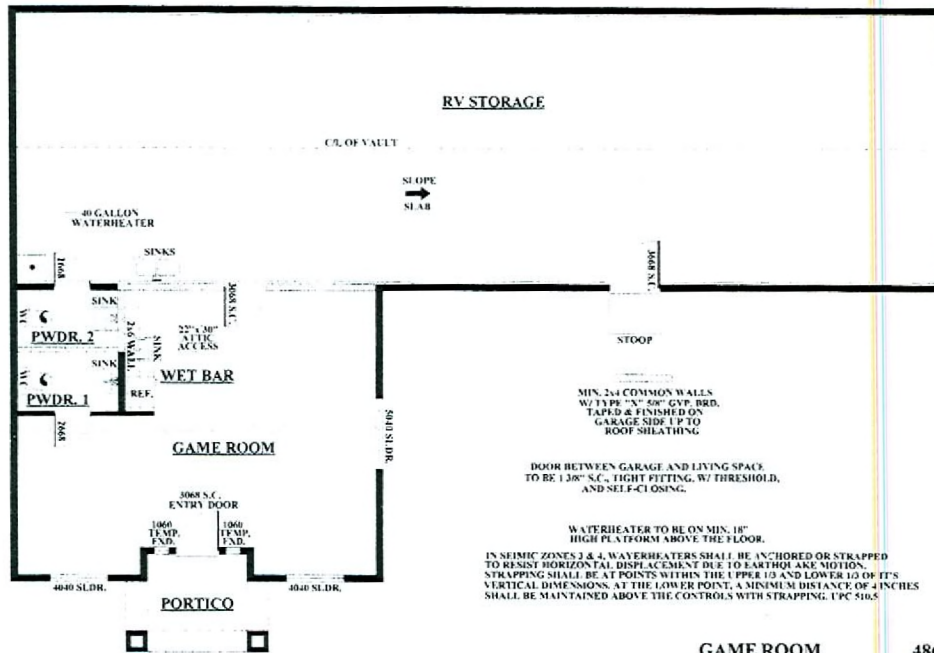 RV STORAGE
C/L OF VAULT
SLOPE
SLAB
40 GALLON
WATERHEATER
SINKS
1668
3068 S.C.
3668 S.C.
SINK
WC
PWDR. 2
2x6 WALL
SINK
22"x30"
ATTIC
ACCESS
STOOP
SINK
WC
PWDR. 1
REF.
WET BAR
2668
GAME ROOM
5040 SLDR.
MIN. 2x4 COMMON WALLS
W/ TYPE "X" 5/8" GYP. BRD.
TAPED & FINISHED ON
GARAGE SIDE UP TO
ROOF SHEATHING
DOOR BETWEEN GARAGE AND LIVING SPACE
TO BE 1 3/8" S.C., TIGHT FITTING, W/ THRESHOLD,
AND SELF-CLOSING.
3068 S.C.
ENTRY DOOR
1060
TEMP.
FXD.
1060
TEMP.
FXD.
WATERHEATER TO BE ON MIN. 18"
HIGH PLATFORM ABOVE THE FLOOR.
IN SEIMIC ZONES 3 & 4, WAYERHEATERS SHALL BE ANCHORED OR STRAPPED
TO RESIST HORIZONTAL DISPLACEMENT DUE TO EARTHQUAKE MOTION.
STRAPPING SHALL BE AT POINTS WITHIN THE UPPER 1/3 AND LOWER 1/3 OF IT'S
VERTICAL DIMENSIONS. AT THE LOWER POINT, A MINIMUM DISTANCE OF 4 INCHES
SHALL BE MAINTAINED ABOVE THE CONTROLS WITH STRAPPING. UPC 510.5
4040 SLDR.
4040 SLDR.
PORTICO
GAME ROOM